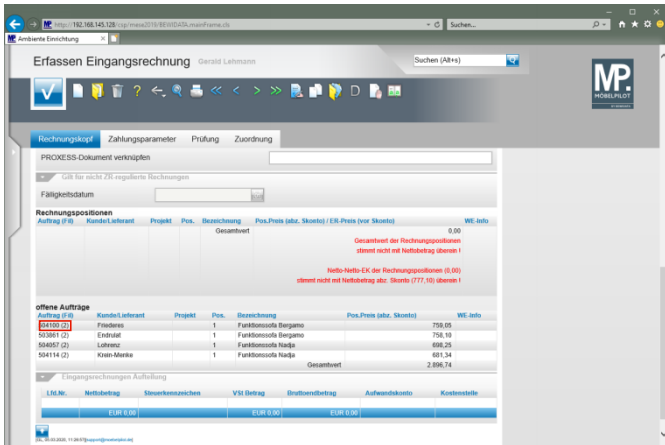 http://192.168.145.128/csp/meos2019/BEWIDATA.mainFrame.cls
Suchen...
Ambiente Einrichtung
Erfassen Eingangsrechnung Gerald Lehmann
Suchen (Alt+s)
MP.
MÖBELPILOT
Rechnungskopf Zahlungsparameter Prüfung Zuordnung
PROXESS-Dokument verknüpfen
Gilt für nicht ZR-regulierte Rechnungen
Fälligkeitsdatum
Rechnungspositionen
Auftrag (Fil) Kunde/Lieferant Projekt Pos. Bezeichnung Pos.Preis (abz. Skonto) / ER-Preis (vor Skonto) WE-Info
Gesamtwert 0,00
Gesamtwert der Rechnungspositionen
stimmt nicht mit Nettobetrag überein !
Netto-Netto-EK der Rechnungspositionen (0,00)
stimmt nicht mit Nettobetrag abz. Skonto (777,10) überein !
offene Aufträge
Auftrag (Fil) Kunde/Lieferant Projekt Pos. Bezeichnung Pos.Preis (abz. Skonto) WE-Info
504100 (2) Friederes 1 Funktionssofa Bergamo 759,05
503861 (2) Endrulat 1 Funktionssofa Bergamo 758,10
504057 (2) Lohrenz 1 Funktionssofa Nadja 698,25
504114 (2) Krein-Menke 1 Funktionssofa Nadja 681,34
Gesamtwert 2.896,74
Eingangsrechnungen Aufteilung
Lfd.Nr. Nettobetrag Steuerkennzeichen VSt Betrag Bruttoendbetrag Aufwandskonto Kostenstelle
EUR 0,00 EUR 0,00 EUR 0,00